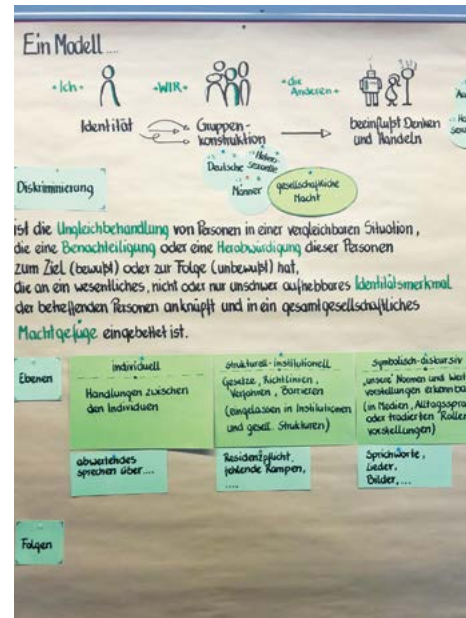 Ein Modell ....
•Ich• •WIR• •die Anderen•
Identität Gruppen-konstruktion beeinflußt Denken und Handeln
Deutsche Hetero-sexuelle
Männer gesellschaftliche Macht
Diskriminierung
ist die Ungleichbehandlung von Personen in einer vergleichbaren Situation,
die eine Benachteiligung oder eine Herabwürdigung dieser Personen
zum Ziel (bewußt) oder zur Folge (unbewußt) hat,
die an ein wesentliches, nicht oder nur unschwer aufhebbares Identitätsmerkmal
der betreffenden Personen anknüpft und in ein gesamtgesellschaftliches
Machtgefüge eingebettet ist.
Ebenen
individuell
Handlungen zwischen
den Individuen
strukturell-institutionell
Gesetze, Richtlinien,
Verfahren, Barrieren
(eingelassen in Institutionen
und gesell. Strukturen)
symbolisch-diskursiv
"unsere" Normen und Wert
vorstellungen erkennba
(in Medien, Alltagsspra
oder tradierten Rollen
vorstellungen)
abwertendes
sprechen über....
Residenzpflicht,
fehlende Rampen,
....
Sprichworte,
Lieder,
Bilder,...
Folgen